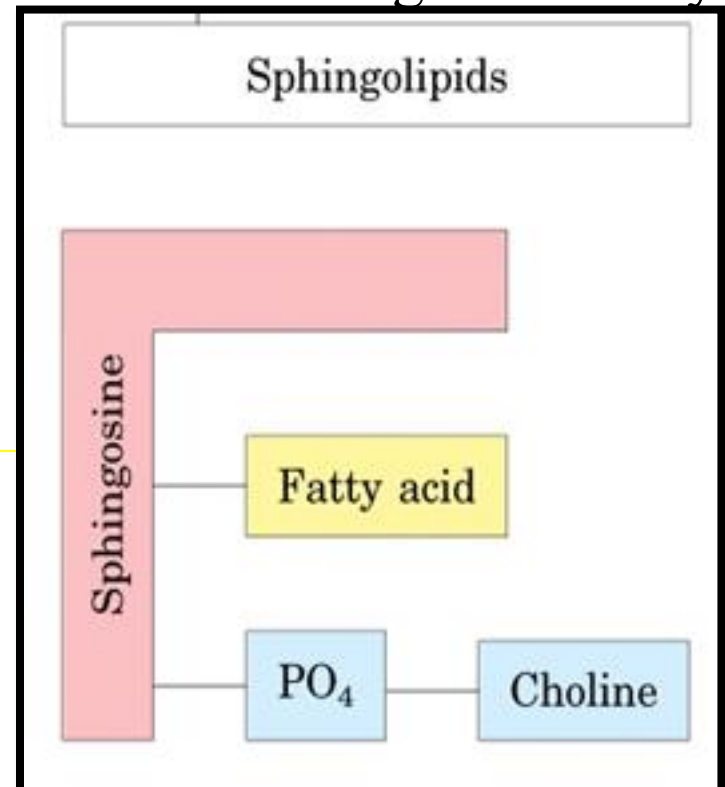 Sphingolipids
Sphingosine
Fatty acid
PO₄
Choline